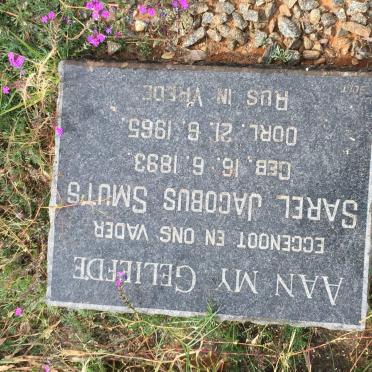 AAN MY GELIEFDE
EGGENOOT EN ONS VADER
SAREL JACOBUS SMUTS
GEB. 16. 6. 1893.
OORL. 21. 6. 1965.
RUS IN VREDE